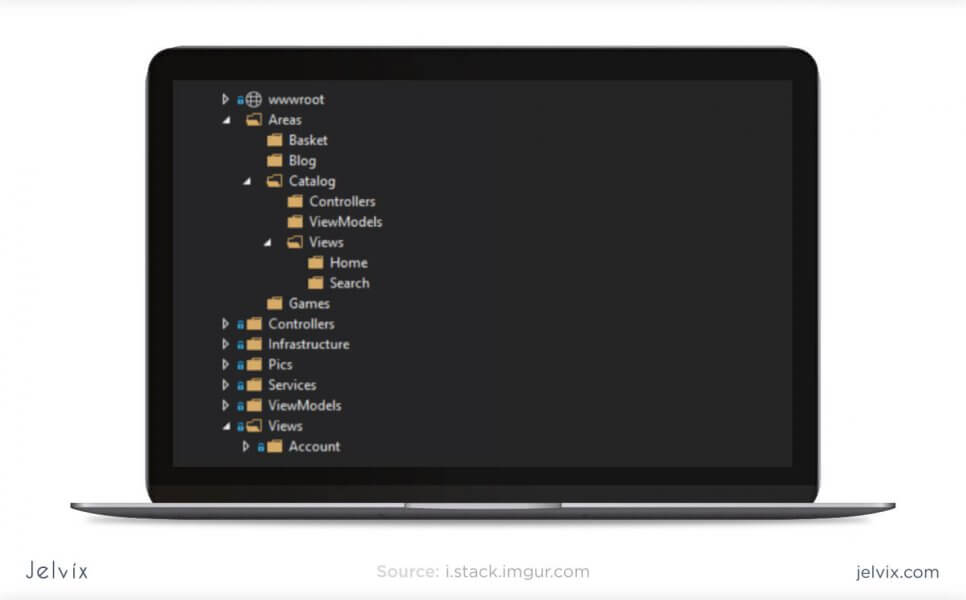 wwwroot
Areas
Basket
Blog
Catalog
Controllers
ViewModels
Views
Home
Search
Games
Controllers
Infrastructure
Pics
Services
ViewModels
Views
Account
Jelvix
Source: i.stack.imgur.com
jelvix.com